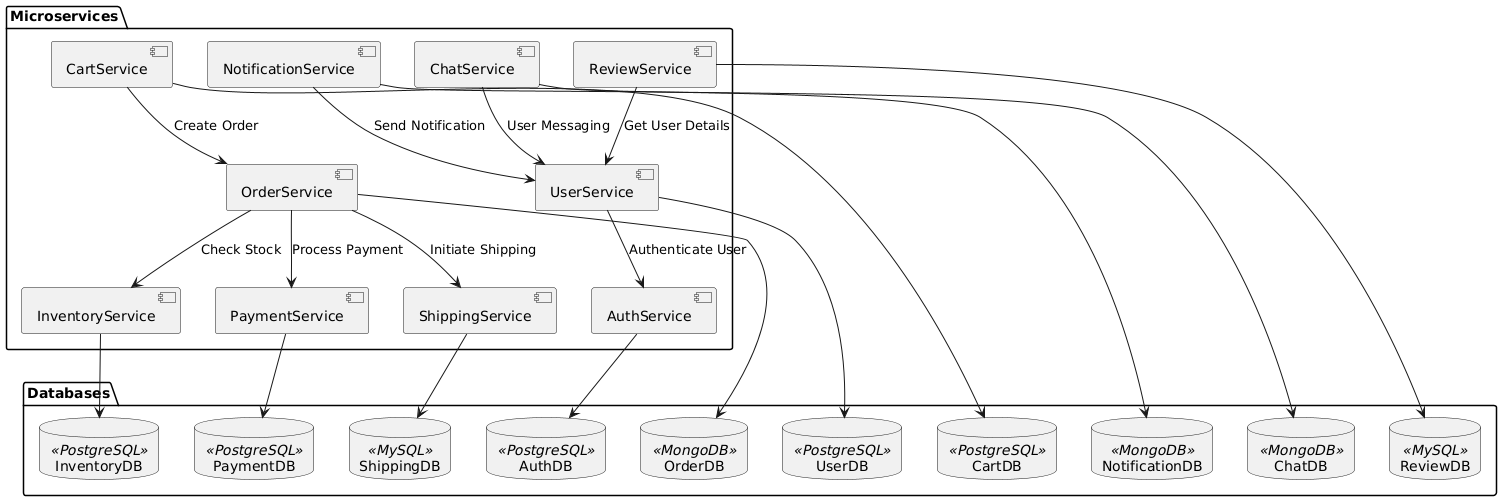 Microservices
CartService
NotificationService
ChatService
ReviewService
Create Order
Send Notification
User Messaging
Get User Details
OrderService
UserService
Check Stock
Process Payment
Initiate Shipping
Authenticate User
InventoryService
PaymentService
ShippingService
AuthService
Databases
«PostgreSQL»
InventoryDB
«PostgreSQL»
PaymentDB
«MySQL»
ShippingDB
«PostgreSQL»
AuthDB
«MongoDB»
OrderDB
«PostgreSQL»
UserDB
«PostgreSQL»
CartDB
«MongoDB»
NotificationDB
«MongoDB»
ChatDB
«MySQL»
ReviewDB